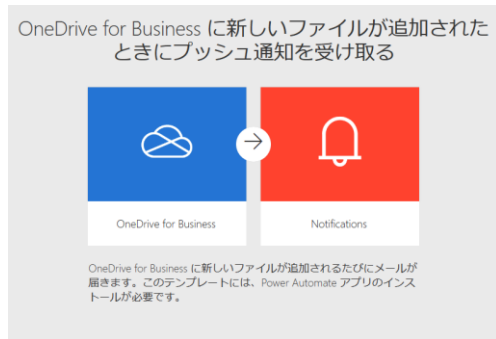 OneDrive for Business に新しいファイルが追加された
ときにプッシュ通知を受け取る
OneDrive for Business
Notifications
OneDrive for Business に新しいファイルが追加されるたびにメールが
届きます。このテンプレートには、Power Automate アプリのインス
トールが必要です。